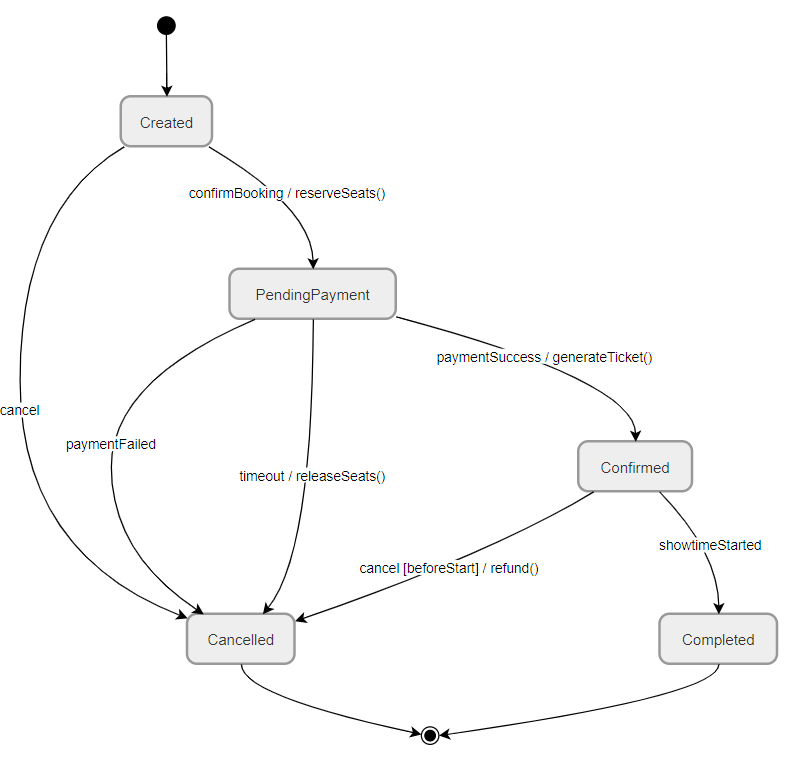 Created
confirmBooking / reserveSeats()
PendingPayment
paymentSuccess / generateTicket()
cancel
paymentFailed
Confirmed
timeout / releaseSeats()
showtimeStarted
cancel [beforeStart] / refund()
Cancelled
Completed